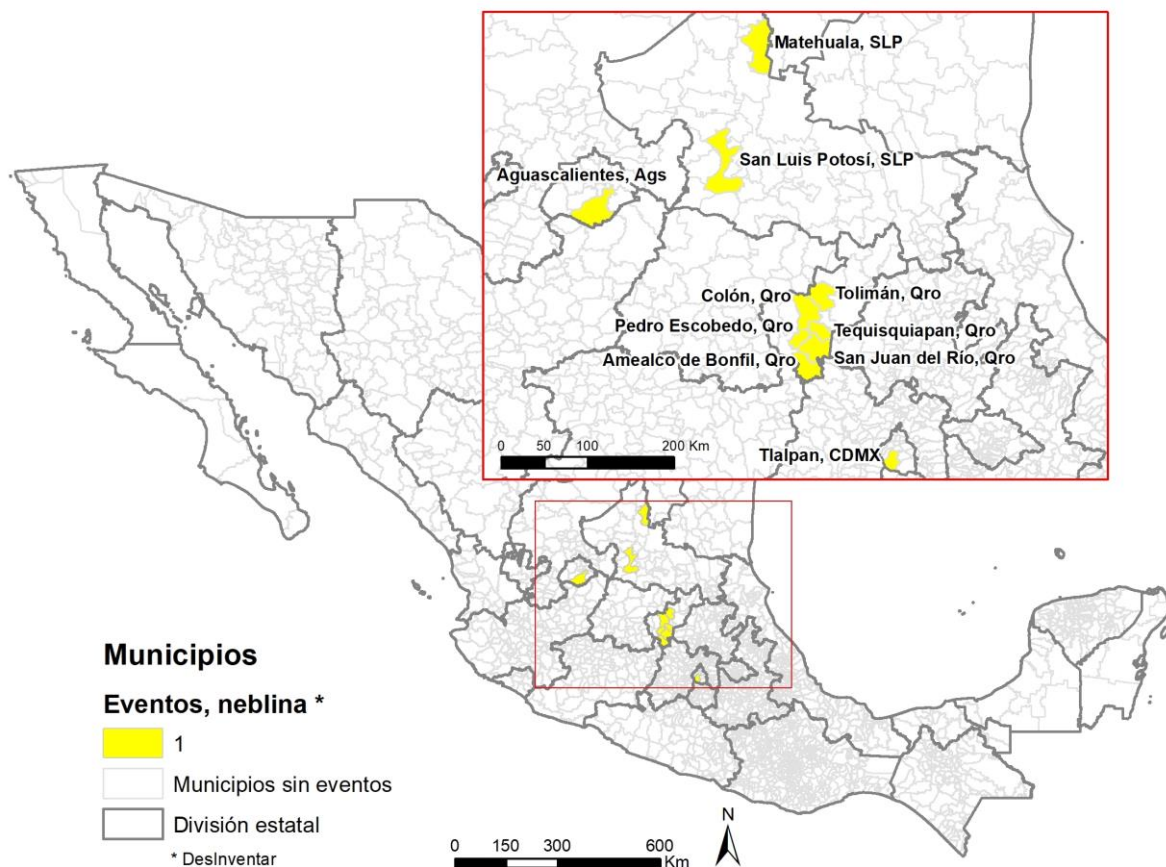 Matehuala, SLP
San Luis Potosí, SLP
Aguascalientes, Ags
Colón, Qro
Tolimán, Qro
Pedro Escobedo, Qro
Tequisquiapan, Qro
Amealco de Bonfil, Qro
San Juan del Río, Qro
0 50 100 200 Km
Tlalpan, CDMX
Municipios
Eventos, neblina *
1
Municipios sin eventos
División estatal
* DesInventar
0 150 300 600
Km
N